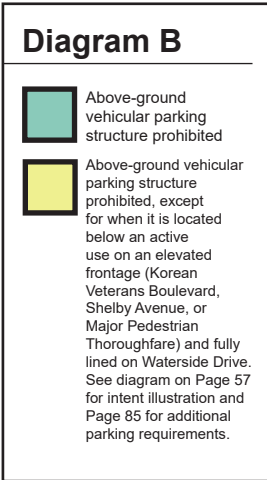 Diagram B
Above-ground
vehicular parking
structure prohibited
Above-ground vehicular
parking structure
prohibited, except
for when it is located
below an active
use on an elevated
frontage (Korean
Veterans Boulevard,
Shelby Avenue, or
Major Pedestrian
Thoroughfare) and fully
lined on Waterside Drive.
See diagram on Page 57
for intent illustration and
Page 85 for additional
parking requirements.